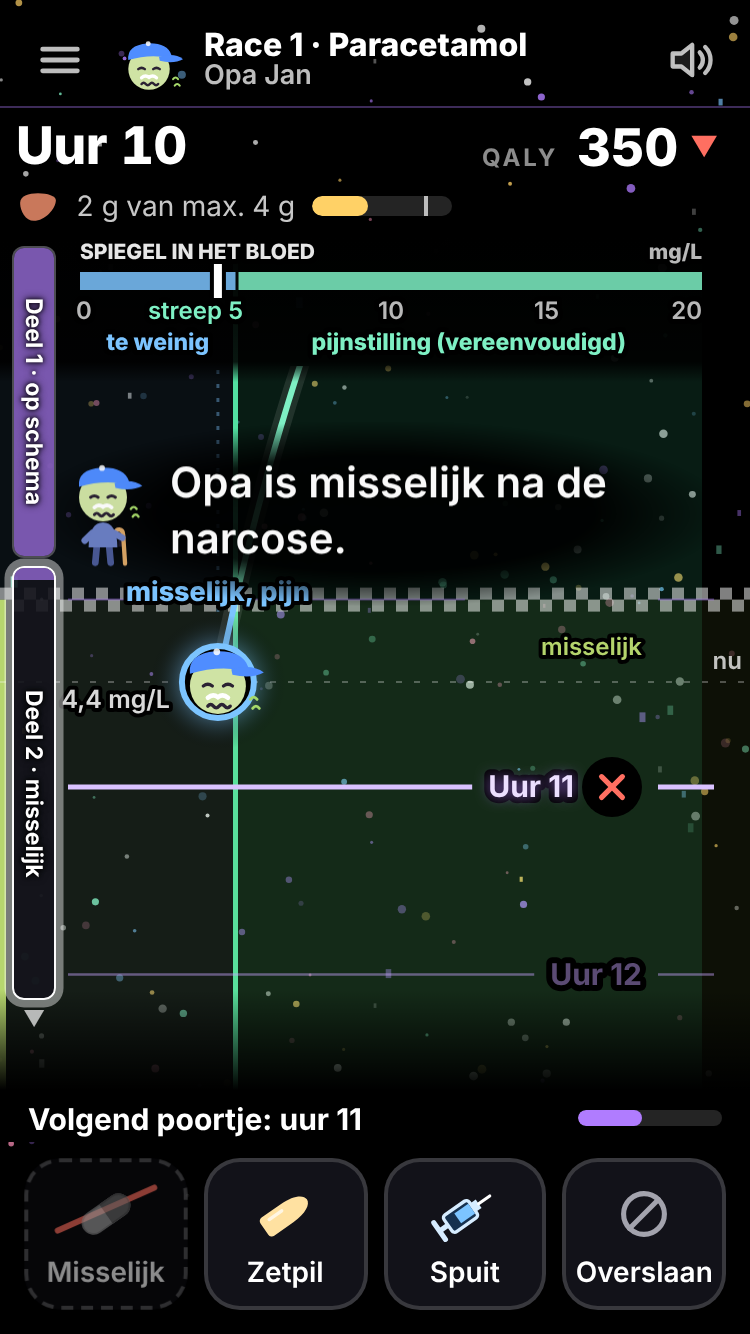 Race 1 · Paracetamol
Opa Jan
Uur 10
QALY 350
2 g van max. 4 g
SPIEGEL IN HET BLOED
mg/L
0
streep 5
10
15
20
te weinig
pijnstilling (vereenvoudigd)
Deel 1 · op schema
Opa is misselijk na de
narcose.
misselijk, pijn
misselijk
nu
4,4 mg/L
Deel 2 · misselijk
Uur 11
Uur 12
Volgend poortje: uur 11
Misselijk
Zetpil
Spuit
Overslaan